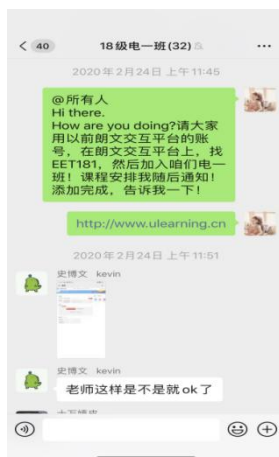 40
18级电一班(32)
2020年2月24日 上午11:45
@所有人
Hi there.
How are you doing?请大家
用以前朗文交互平台的账
号，在朗文交互平台上，找
EET181，然后加入咱们电一
班！课程安排我随后通知！
添加完成，告诉我一下！
http://www.ulearning.cn
2020年2月24日 上午11:51
史博文 kevin
史博文 kevin
老师这样是不是就ok了